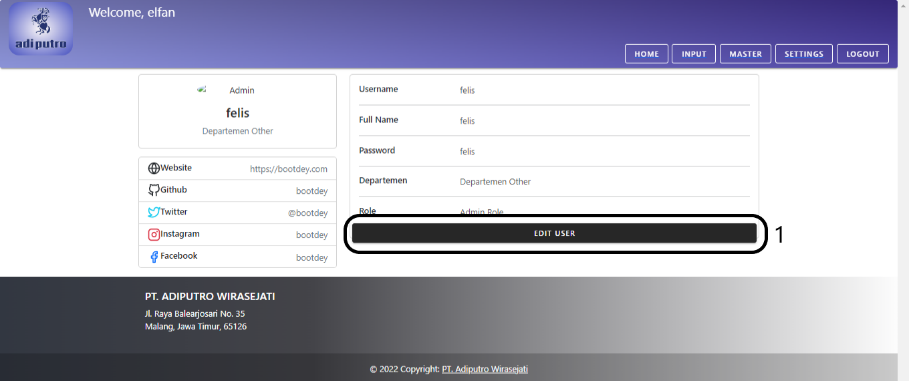 Welcome, elfan
adiputro
HOME INPUT MASTER SETTINGS LOGOUT
Admin
felis
Departemen Other
Website https://bootdey.com
Github bootdey
Twitter @bootdey
Instagram bootdey
Facebook bootdey
Username felis
Full Name felis
Password felis
Departemen Departemen Other
Role Admin Role
EDIT USER
1
PT. ADIPUTRO WIRASEJATI
Jl. Raya Balearjosari No. 35
Malang, Jawa Timur, 65126
© 2022 Copyright: PT. Adiputro Wirasejati